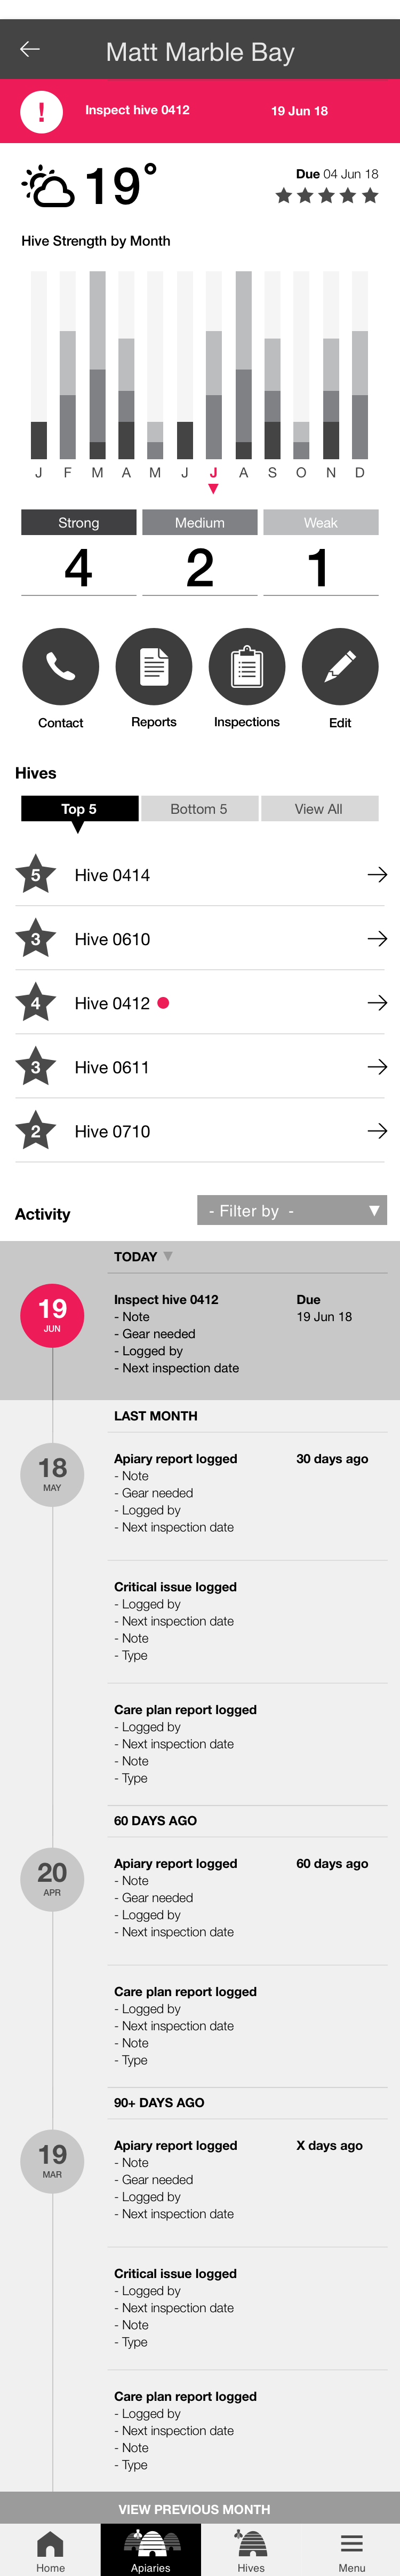 Matt Marble Bay
!
Inspect hive 0412 19 Jun 18
19°
Due 04 Jun 18
Hive Strength by Month
J F M A M J J A S O N D
Strong Medium Weak
4 2 1
Contact Reports Inspections Edit
Hives
Top 5 Bottom 5 View All
5 Hive 0414
3 Hive 0610
4 Hive 0412
3 Hive 0611
2 Hive 0710
Activity - Filter by -
TODAY
19
JUN
Inspect hive 0412 Due
- Note 19 Jun 18
- Gear needed
- Logged by
- Next inspection date
LAST MONTH
18
MAY
Apiary report logged 30 days ago
- Note
- Gear needed
- Logged by
- Next inspection date
Critical issue logged
- Logged by
- Next inspection date
- Note
- Type
Care plan report logged
- Logged by
- Next inspection date
- Note
- Type
60 DAYS AGO
20
APR
Apiary report logged 60 days ago
- Note
- Gear needed
- Logged by
- Next inspection date
Care plan report logged
- Logged by
- Next inspection date
- Note
- Type
90+ DAYS AGO
19
MAR
Apiary report logged X days ago
- Note
- Gear needed
- Logged by
- Next inspection date
Critical issue logged
- Logged by
- Next inspection date
- Note
- Type
Care plan report logged
- Logged by
- Next inspection date
- Note
- Type
VIEW PREVIOUS MONTH
Home Apiaries Hives Menu